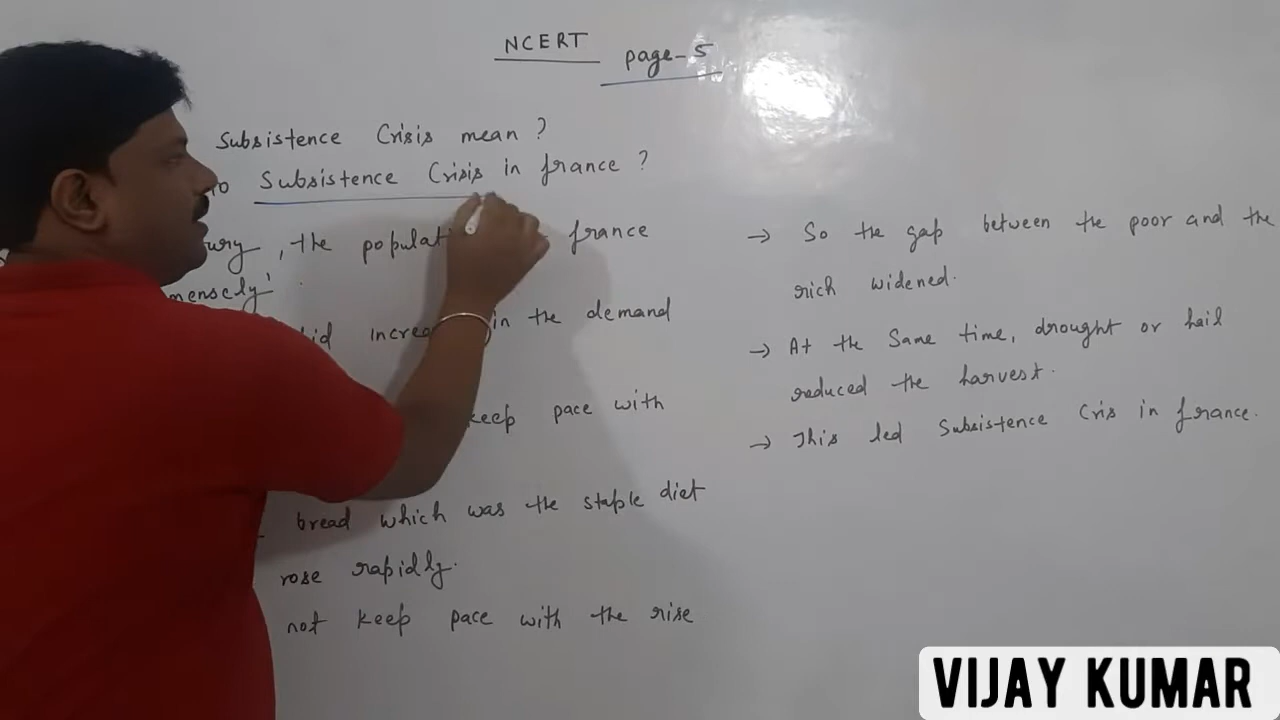 NCERT page-5
Subsistence Crisis mean ?
to Subsistence Crisis in france ?
, the france
in the demand
keep pace with
bread which was the staple diet
rose rapidly.
not keep pace with the rise
→ So the gap between the poor and the
rich widened.
→ At the Same time, drought or hail
reduced the harvest.
→ This led Subsistence Cris in france.
VIJAY KUMAR